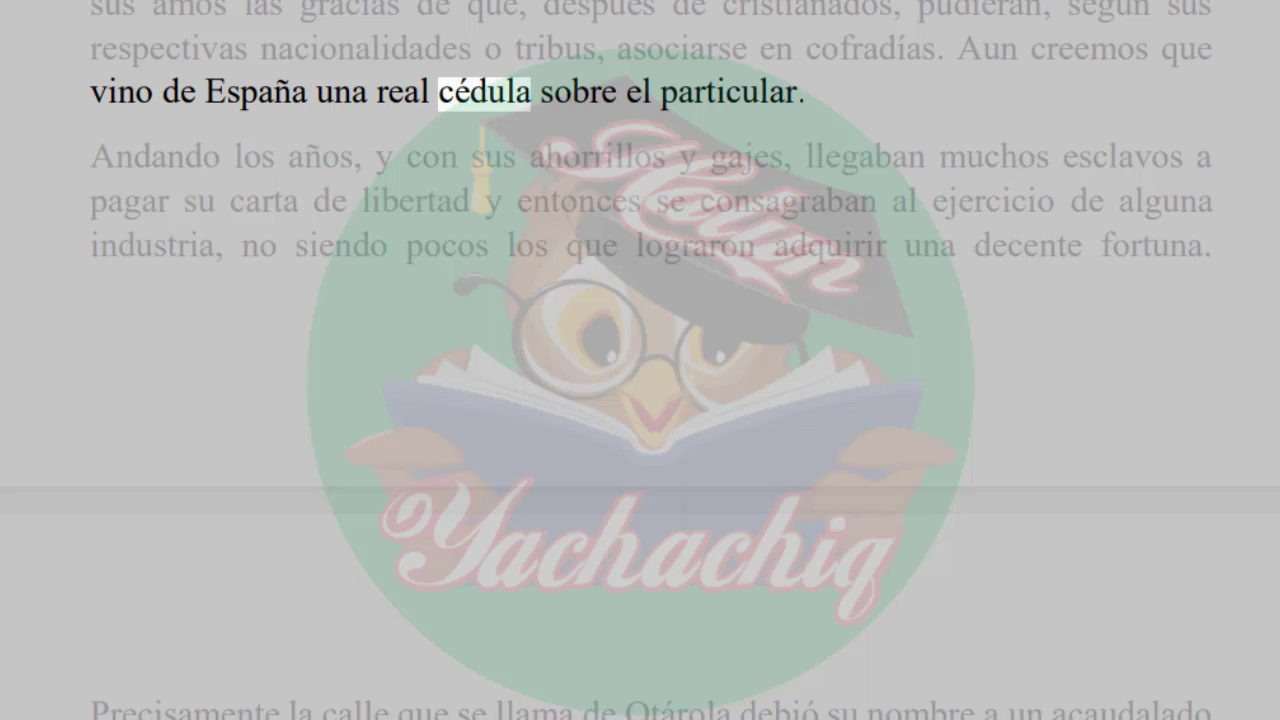 sus amos las gracias de que, después de cristianados, pudieran, según sus
respectivas nacionalidades o tribus, asociarse en cofradías. Aun creemos que
vino de España una real cédula sobre el particular.
Andando los años, y con sus ahorrillos y gajes, llegaban muchos esclavos a
pagar su carta de libertad y entonces se consagraban al ejercicio de alguna
industria, no siendo pocos los que lograron adquirir una decente fortuna.
Yachachiq
Precisamente la calle que se llama de Otárola debió su nombre a un acaudalado